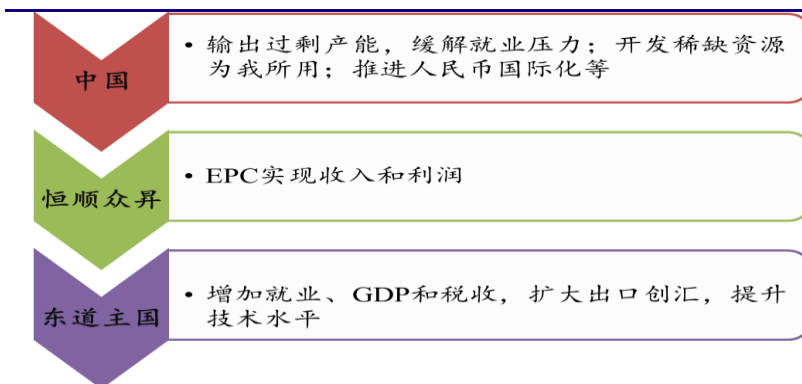 中国
• 输出过剩产能，缓解就业压力；开发稀缺资源
为我所用；推进人民币国际化等
恒顺众昇
• EPC实现收入和利润
东道主国
• 增加就业、GDP和税收，扩大出口创汇，提升
技术水平